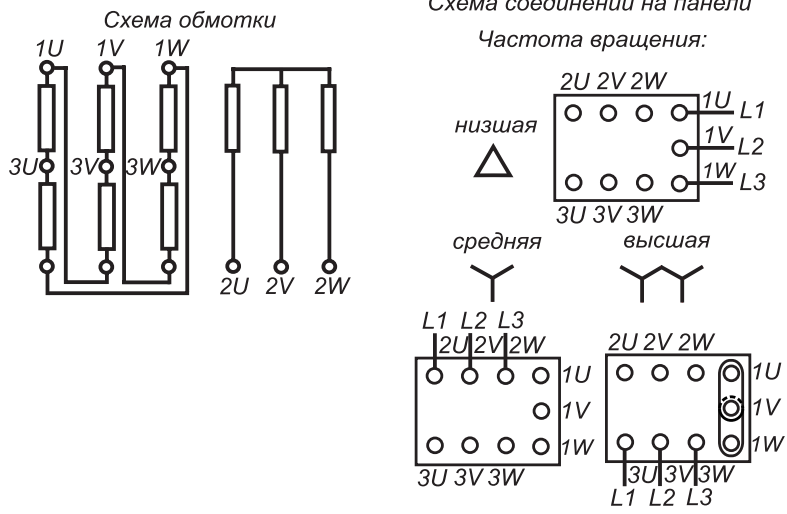 Схема обмотки
1U 1V 1W
3U 3V 3W
2U 2V 2W
Схема соединений на панели
Частота вращения:
низшая
2U 2V 2W
1U L1
1V L2
1W L3
3U 3V 3W
средняя
L1 L2 L3
2U 2V 2W
1U
1V
1W
3U 3V 3W
высшая
2U 2V 2W
1U
1V
1W
3U 3V 3W
L1 L2 L3